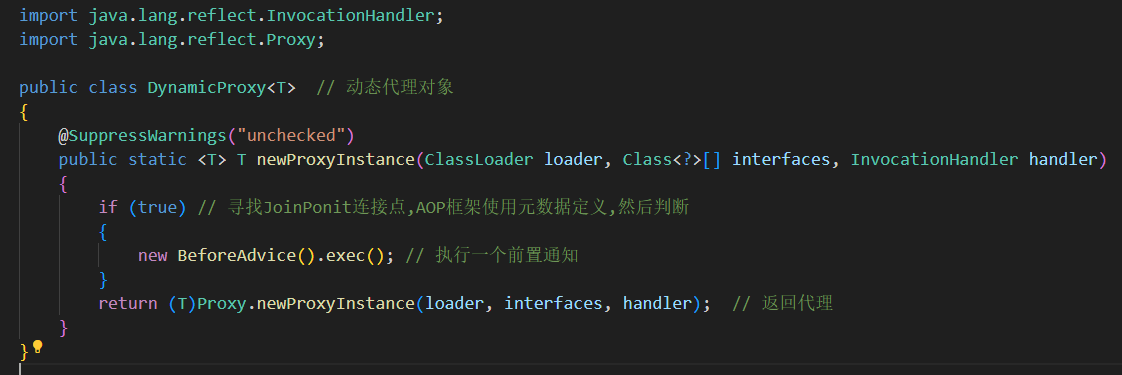 import java.lang.reflect.InvocationHandler;
import java.lang.reflect.Proxy;
public class DynamicProxy<T>  // 动态代理对象
{
@SuppressWarnings("unchecked")
public static <T> T newProxyInstance(ClassLoader loader, Class<?>[] interfaces, InvocationHandler handler)
{
if (true) // 寻找JoinPonit连接点,AOP框架使用元数据定义,然后判断
{
new BeforeAdvice().exec(); // 执行一个前置通知
}
return (T)Proxy.newProxyInstance(loader, interfaces, handler);  // 返回代理
}
}